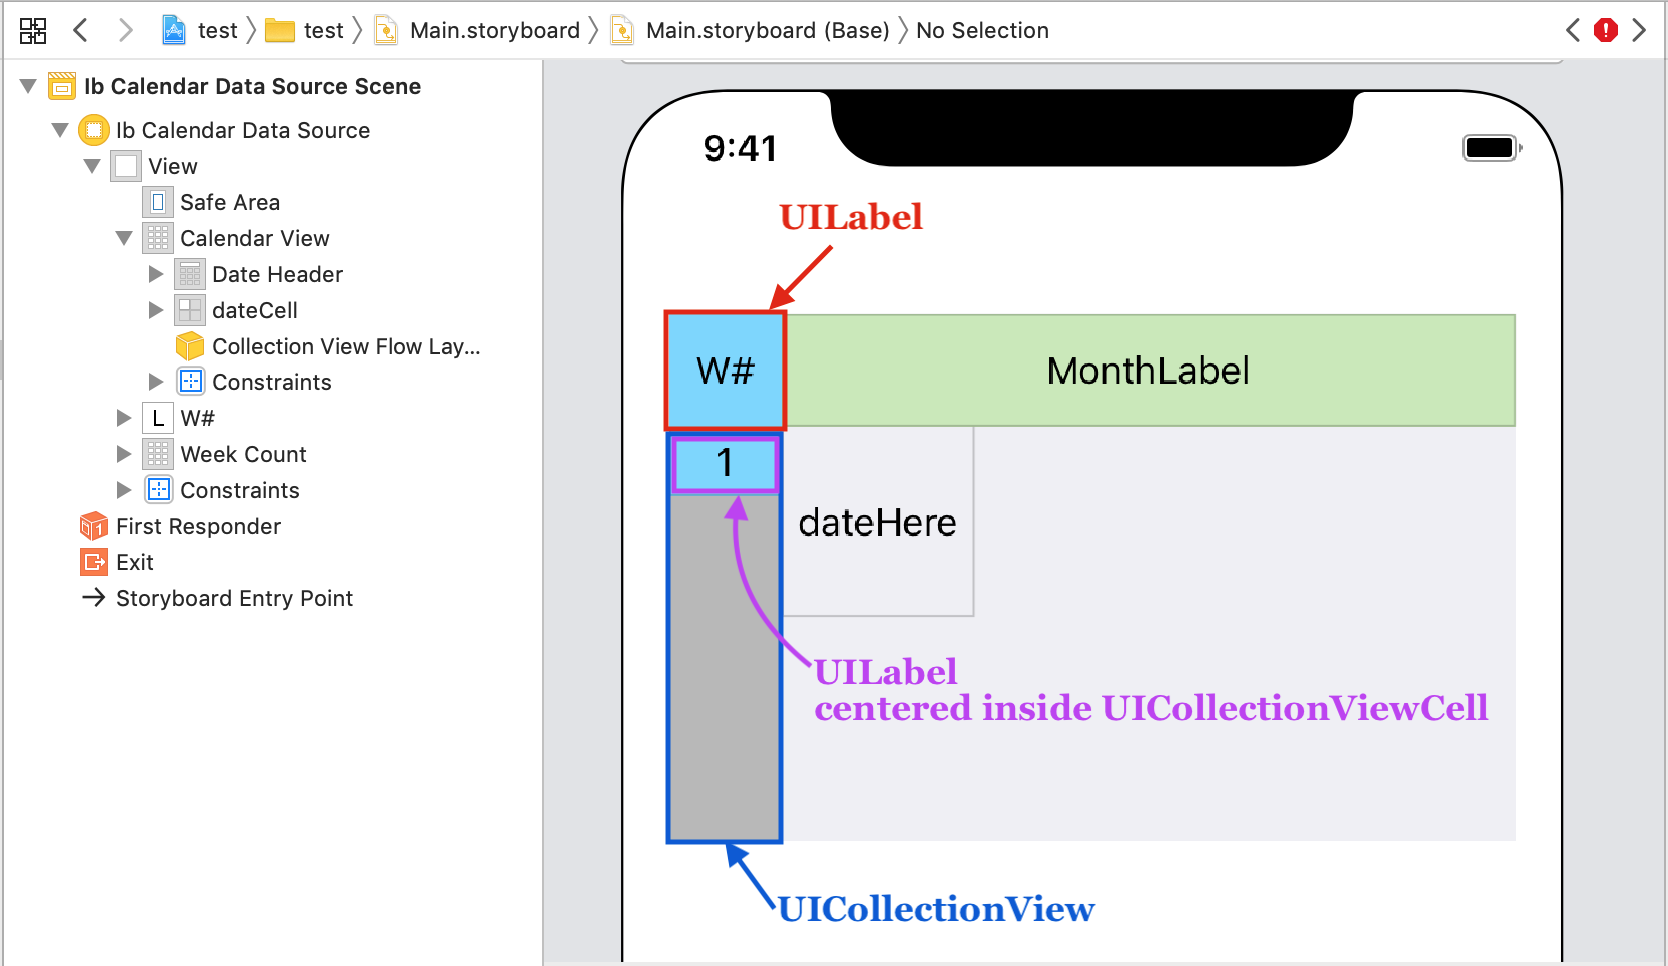 test test Main.storyboard Main.storyboard (Base) No Selection
Ib Calendar Data Source Scene
Ib Calendar Data Source
View
Safe Area
Calendar View
Date Header
dateCell
Collection View Flow Lay...
Constraints
L W#
Week Count
Constraints
First Responder
Exit
Storyboard Entry Point
9:41
UILabel
W# MonthLabel
1
dateHere
UILabel
centered inside UICollectionViewCell
UICollectionView